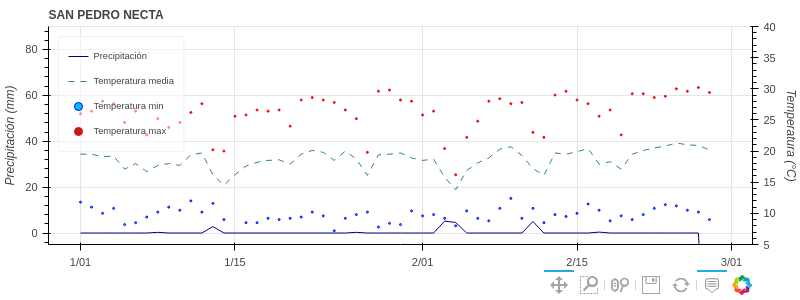 SAN PEDRO NECTA
Precipitación (mm)
80
60
40
20
0
Precipitación
Temperatura media
Temperatura min
Temperatura max
40
35
30
25
20
15
10
5
Temperatura (°C)
1/01 1/15 2/01 2/15 3/01